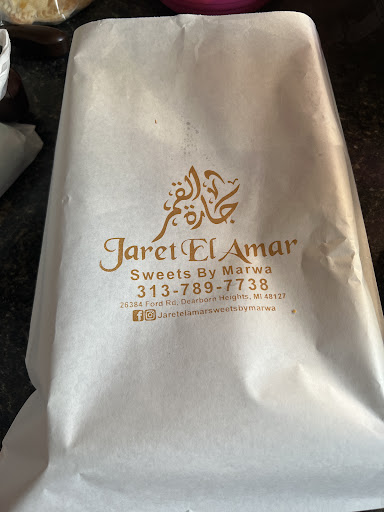 جارة القمر
Jaret El Amar
Sweets By Marwa
313-789-7738
26384 Ford Rd, Dearborn Heights, MI 48127
Jaretelamarsweetsbymarwa